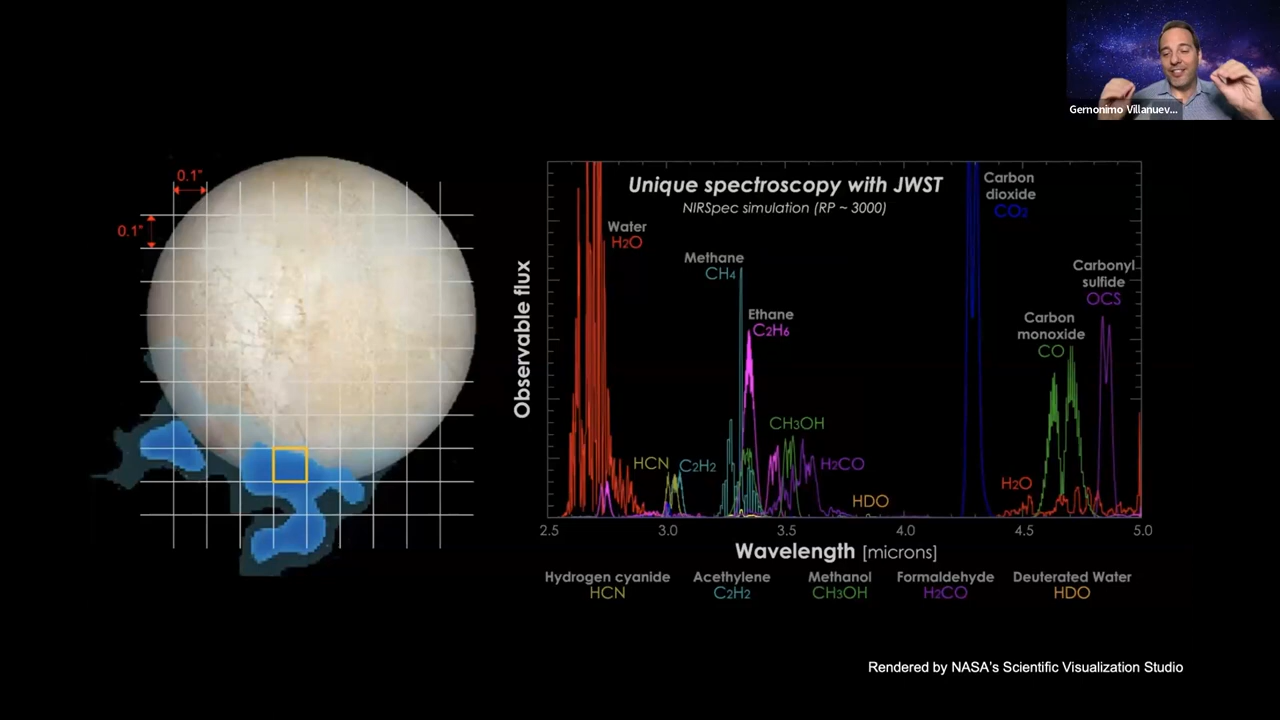 Gernonimo Villanuev...
0.1"
0.1"
Unique spectroscopy with JWST
NIRSpec simulation (RP ~ 3000)
Observable flux
Water
H2O
Methane
CH4
Ethane
C2H6
Carbon
dioxide
CO2
Carbonyl
sulfide
OCS
Carbon
monoxide
CO
CH3OH
HCN
C2H2
H2CO
HDO
H2O
2.5
3.0
3.5
4.0
4.5
5.0
Wavelength [microns]
Hydrogen cyanide
HCN
Acethylene
C2H2
Methanol
CH3OH
Formaldehyde
H2CO
Deuterated Water
HDO
Rendered by NASA's Scientific Visualization Studio